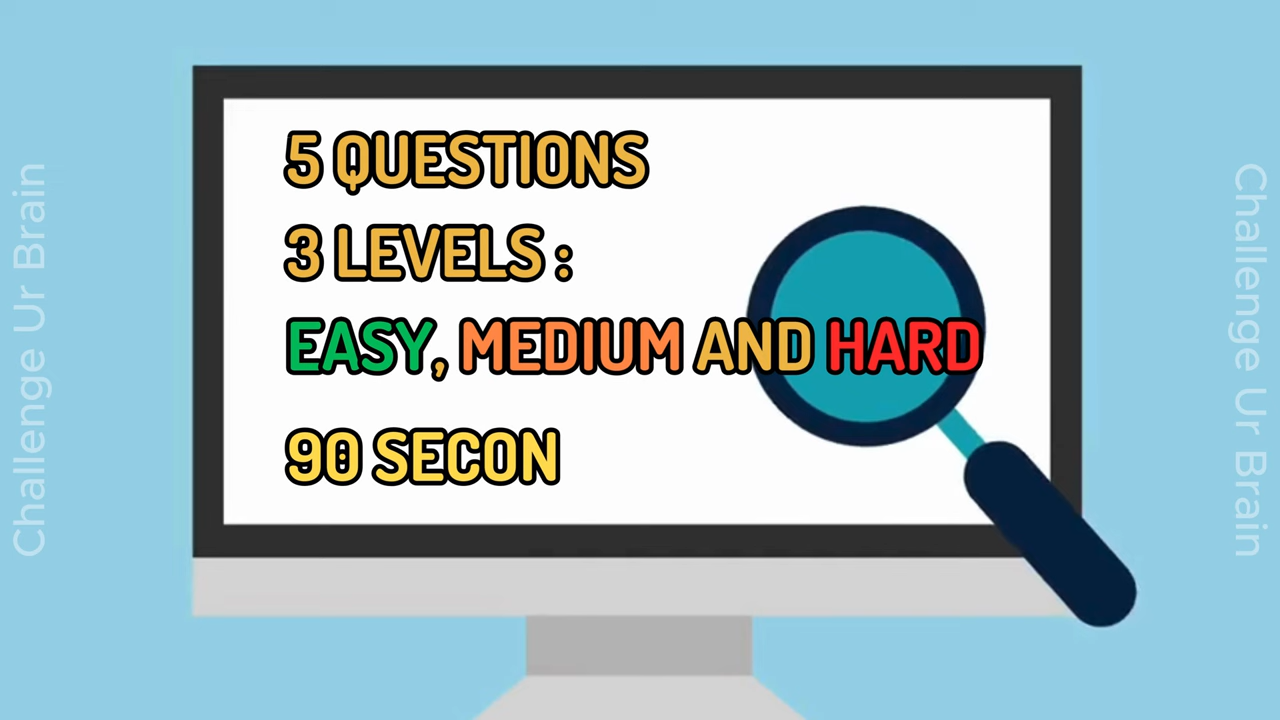 5 QUESTIONS
3 LEVELS :
EASY, MEDIUM AND HARD
90 SECON
Challenge Ur Brain
Challenge Ur Brain